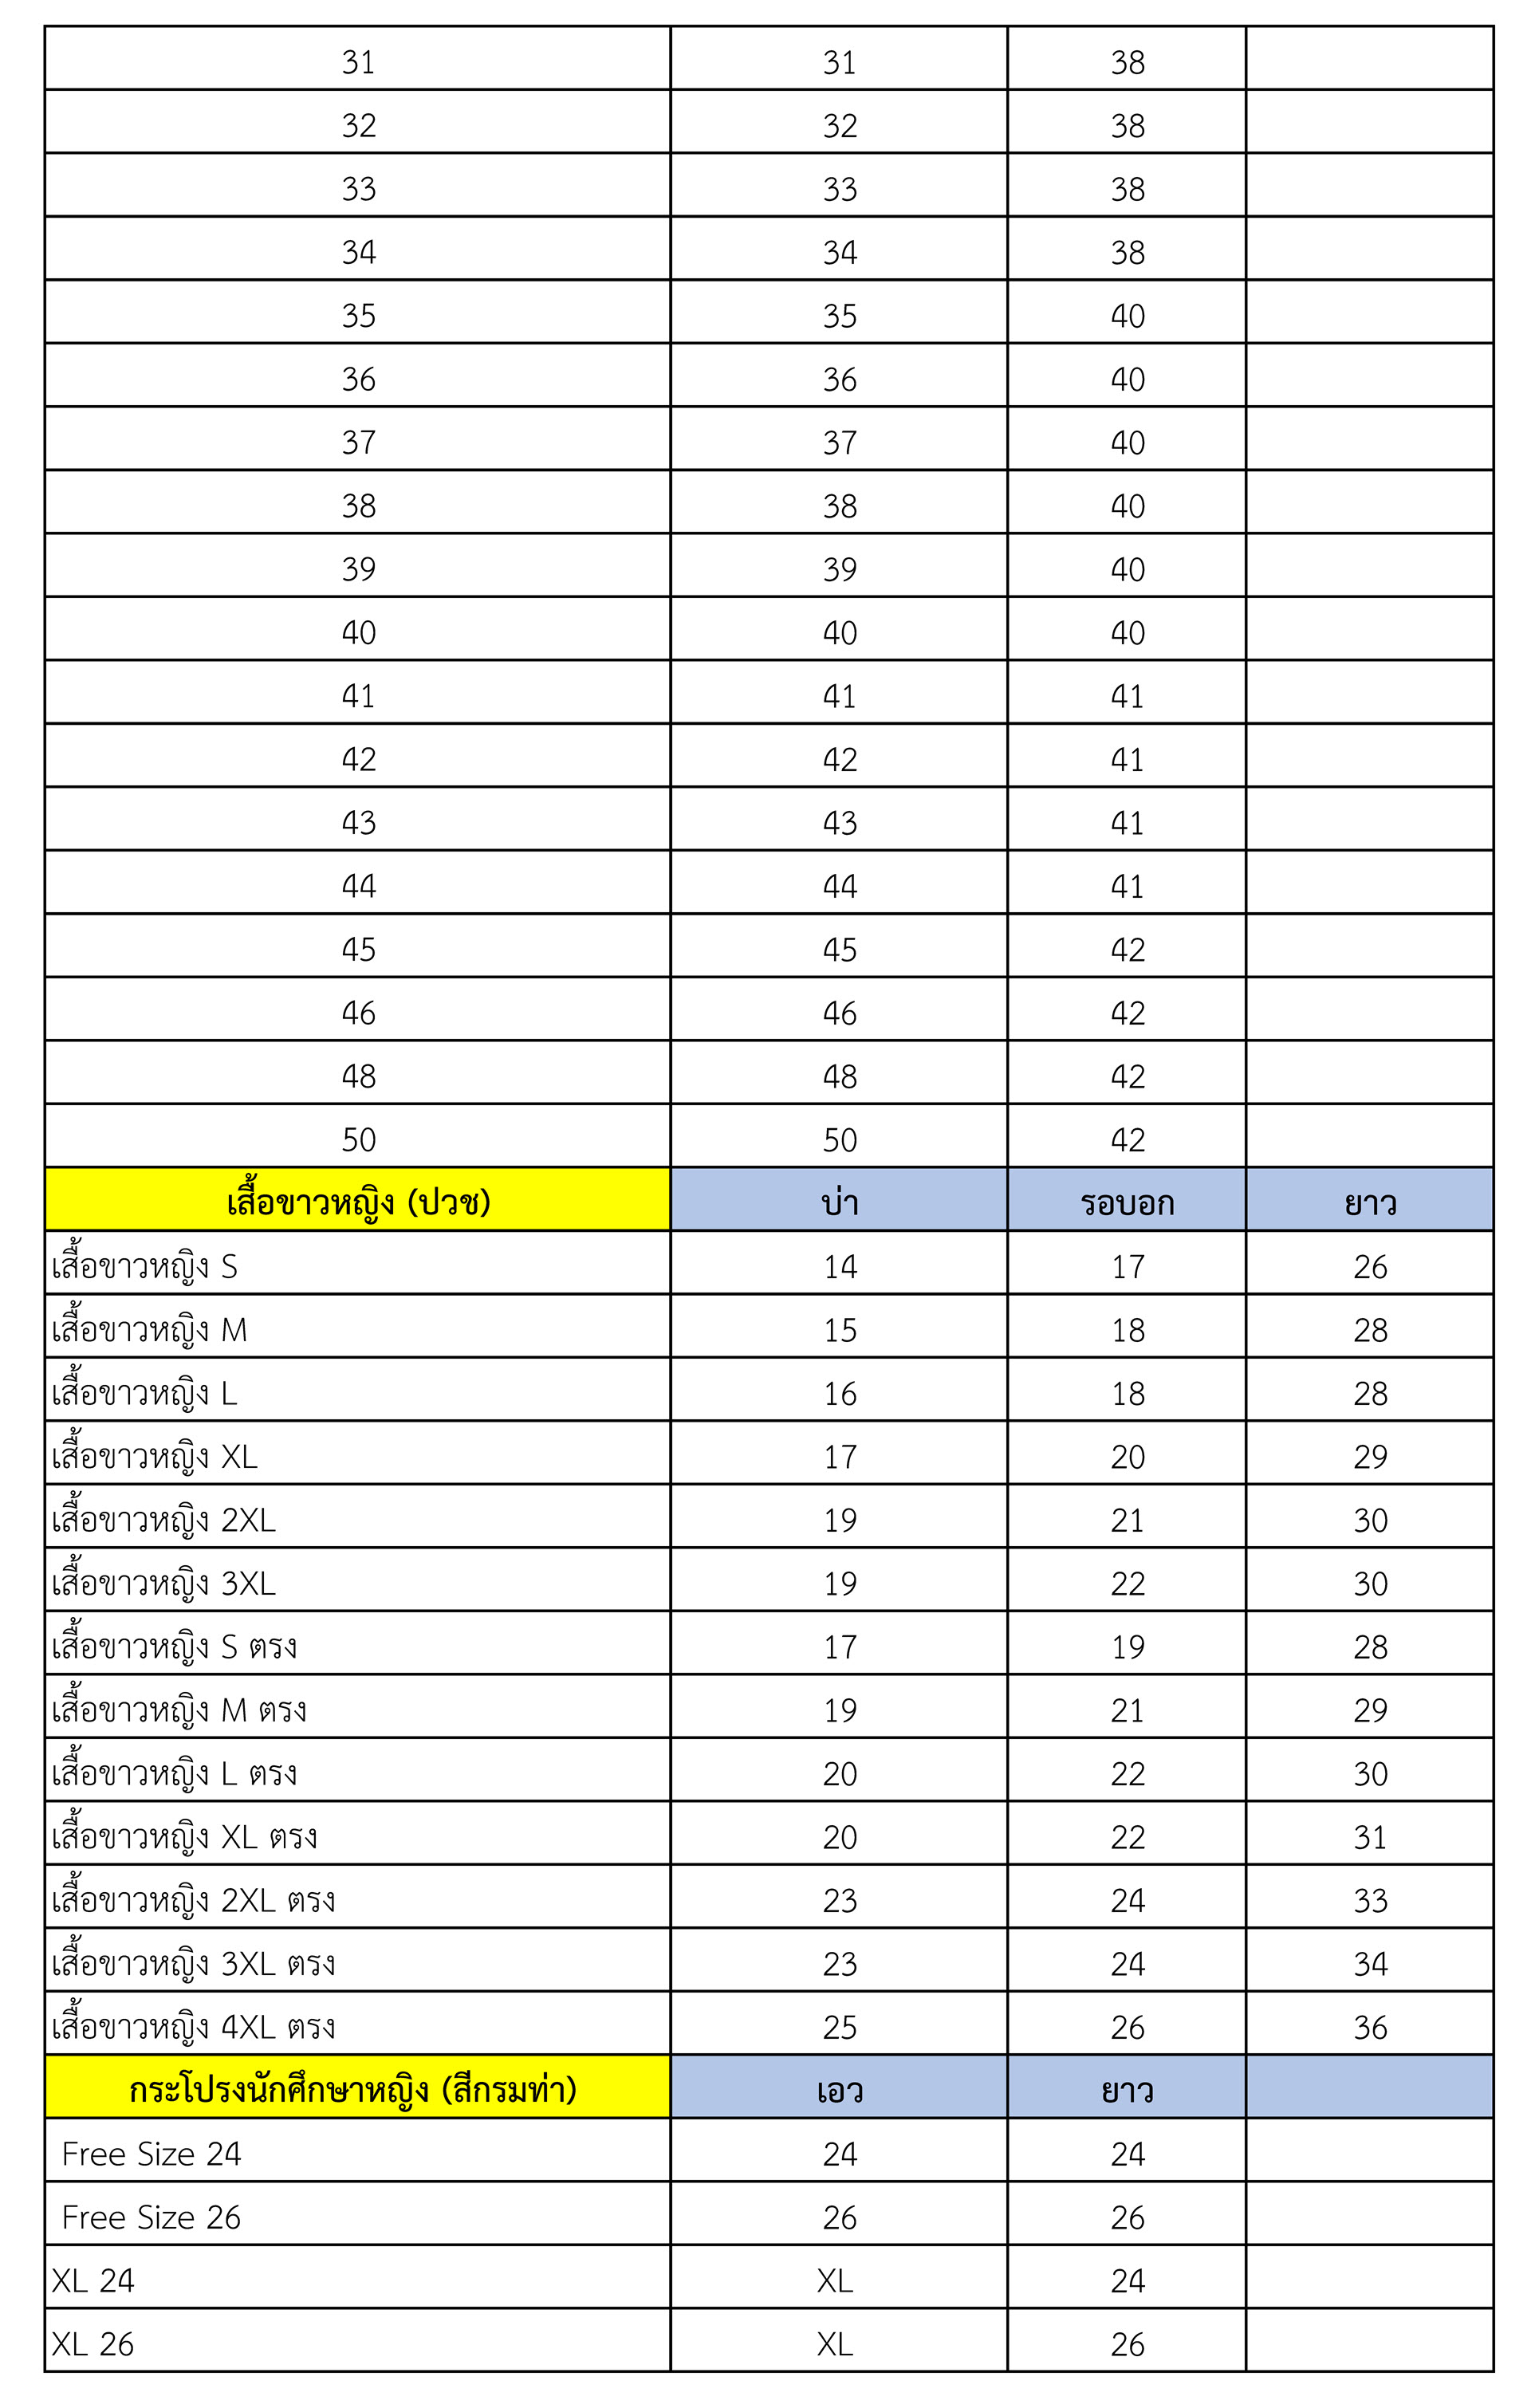 31 31 38
32 32 38
33 33 38
34 34 38
35 35 40
36 36 40
37 37 40
38 38 40
39 39 40
40 40 40
41 41 41
42 42 41
43 43 41
44 44 41
45 45 42
46 46 42
48 48 42
50 50 42
เสื้อขาวหญิง (ปวช) บ่า รอบอก ยาว
เสื้อขาวหญิง S 14 17 26
เสื้อขาวหญิง M 15 18 28
เสื้อขาวหญิง L 16 18 28
เสื้อขาวหญิง XL 17 20 29
เสื้อขาวหญิง 2XL 19 21 30
เสื้อขาวหญิง 3XL 19 22 30
เสื้อขาวหญิง S ตรง 17 19 28
เสื้อขาวหญิง M ตรง 19 21 29
เสื้อขาวหญิง L ตรง 20 22 30
เสื้อขาวหญิง XL ตรง 20 22 31
เสื้อขาวหญิง 2XL ตรง 23 24 33
เสื้อขาวหญิง 3XL ตรง 23 24 34
เสื้อขาวหญิง 4XL ตรง 25 26 36
กระโปรงนักศึกษาหญิง (สีกรมท่า) เอว ยาว
Free Size 24 24 24
Free Size 26 26 26
XL 24 XL 24
XL 26 XL 26